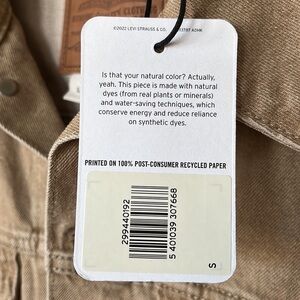 ©2022 LEVI STRAUSS & CO.
Is that your natural color? Actually,
yeah. This piece is made with natural
dyes (from real plants or minerals)
and water-saving techniques, which
conserve energy and reduce reliance
on synthetic dyes.
PRINTED ON 100% POST-CONSUMER RECYCLED PAPER
299440192
5 401039 307668
S